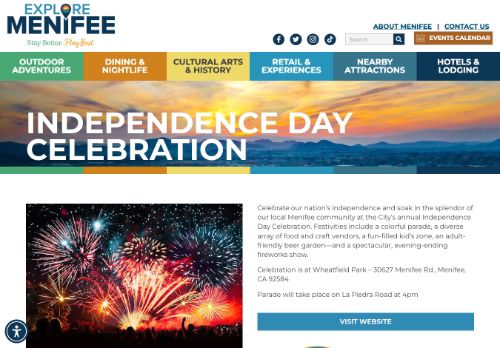 EXPLORE
MENIFEE
Stay Better. Play Best.
ABOUT MENIFEE | CONTACT US
Search
EVENTS CALENDAR
OUTDOOR
ADVENTURES
DINING &
NIGHTLIFE
CULTURAL ARTS
& HISTORY
RETAIL &
EXPERIENCES
NEARBY
ATTRACTIONS
HOTELS &
LODGING
INDEPENDENCE DAY
CELEBRATION
Celebrate our nation's independence and soak in the splendor of
our local Menifee community at the City's annual Independence
Day Celebration. Festivities include a colorful parade, a diverse
array of food and craft vendors, a fun-filled kid's zone, an adult-
friendly beer garden—and a spectacular, evening-ending
fireworks show.
Celebration is at Wheatfield Park – 30627 Menifee Rd., Menifee,
CA 92584
Parade will take place on La Piedra Road at 4pm
VISIT WEBSITE